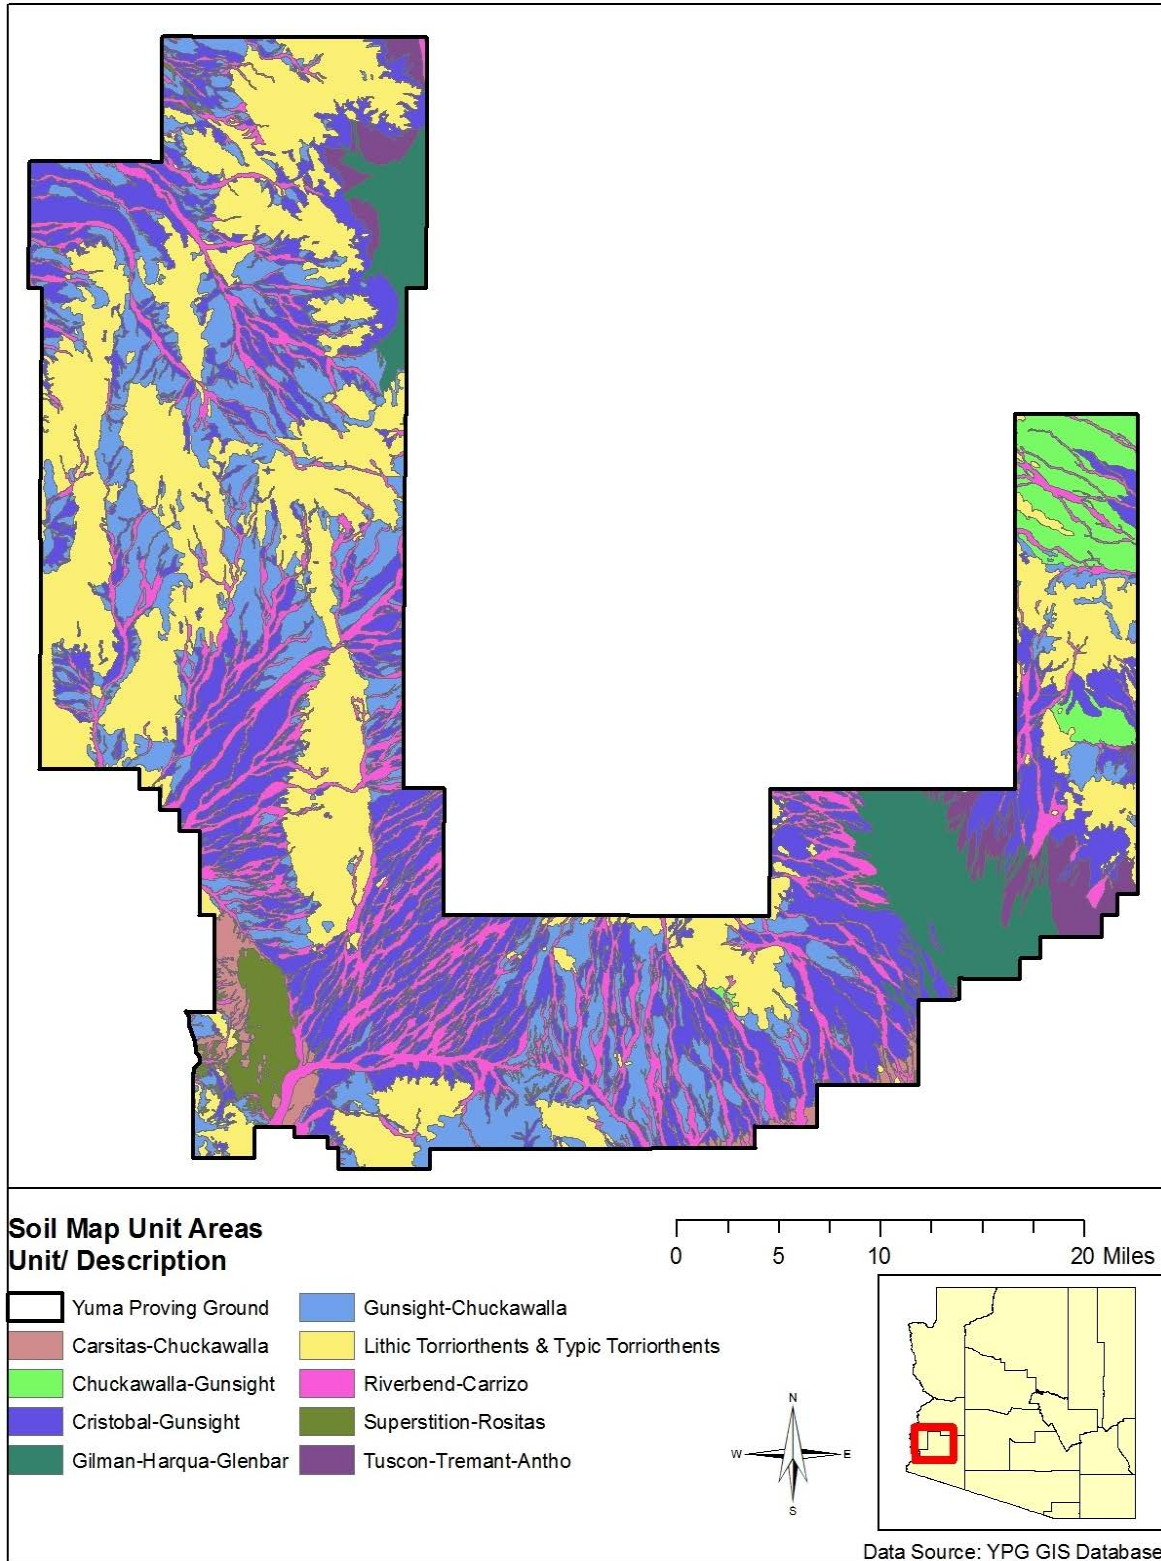 Soil Map Unit Areas
Unit/ Description
Yuma Proving Ground
Carsitas-Chuckawalla
Chuckawalla-Gunsight
Cristobal-Gunsight
Gilman-Harqua-Glenbar
Gunsight-Chuckawalla
Lithic Torriorthents & Typic Torriorthents
Riverbend-Carrizo
Superstition-Rositas
Tuscon-Tremant-Antho
0 5 10 20 Miles
N
W E
S
Data Source: YPG GIS Database